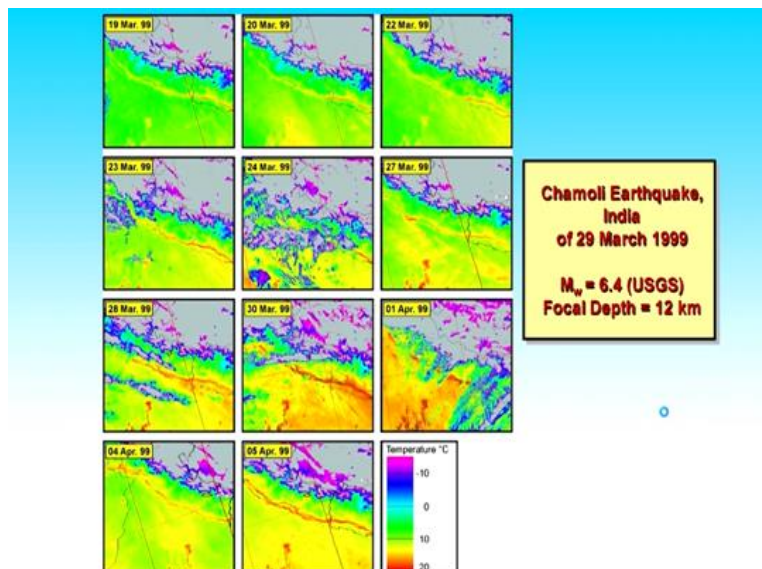 19 Mar. 99
20 Mar. 99
22 Mar. 99
23 Mar. 99
24 Mar. 99
27 Mar. 99
Chamoli Earthquake,
India
of 29 March 1999
Mw = 6.4 (USGS)
Focal Depth = 12 km
28 Mar. 99
30 Mar. 99
01 Apr. 99
04 Apr. 99
05 Apr. 99
Temperature °C
-10
0
10
20